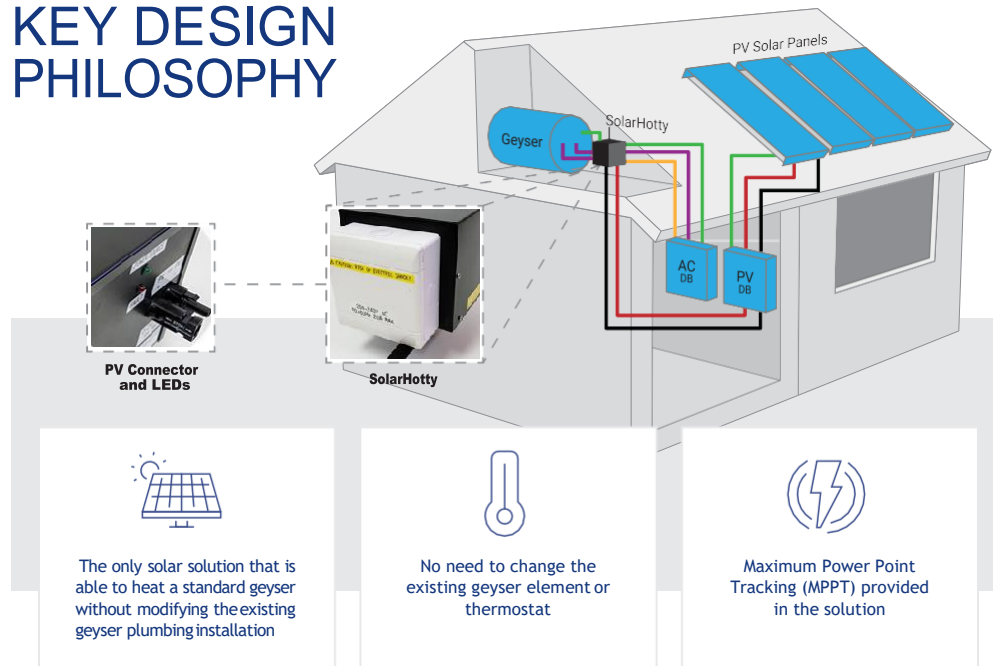 KEY DESIGN
PHILOSOPHY
PV Solar Panels
SolarHotty
Geyser
AC
DB
PV
DB
PV Connector
and LEDs
SolarHotty
The only solar solution that is
able to heat a standard geyser
without modifying the existing
geyser plumbing installation
No need to change the
existing geyser element or
thermostat
Maximum Power Point
Tracking (MPPT) provided
in the solution